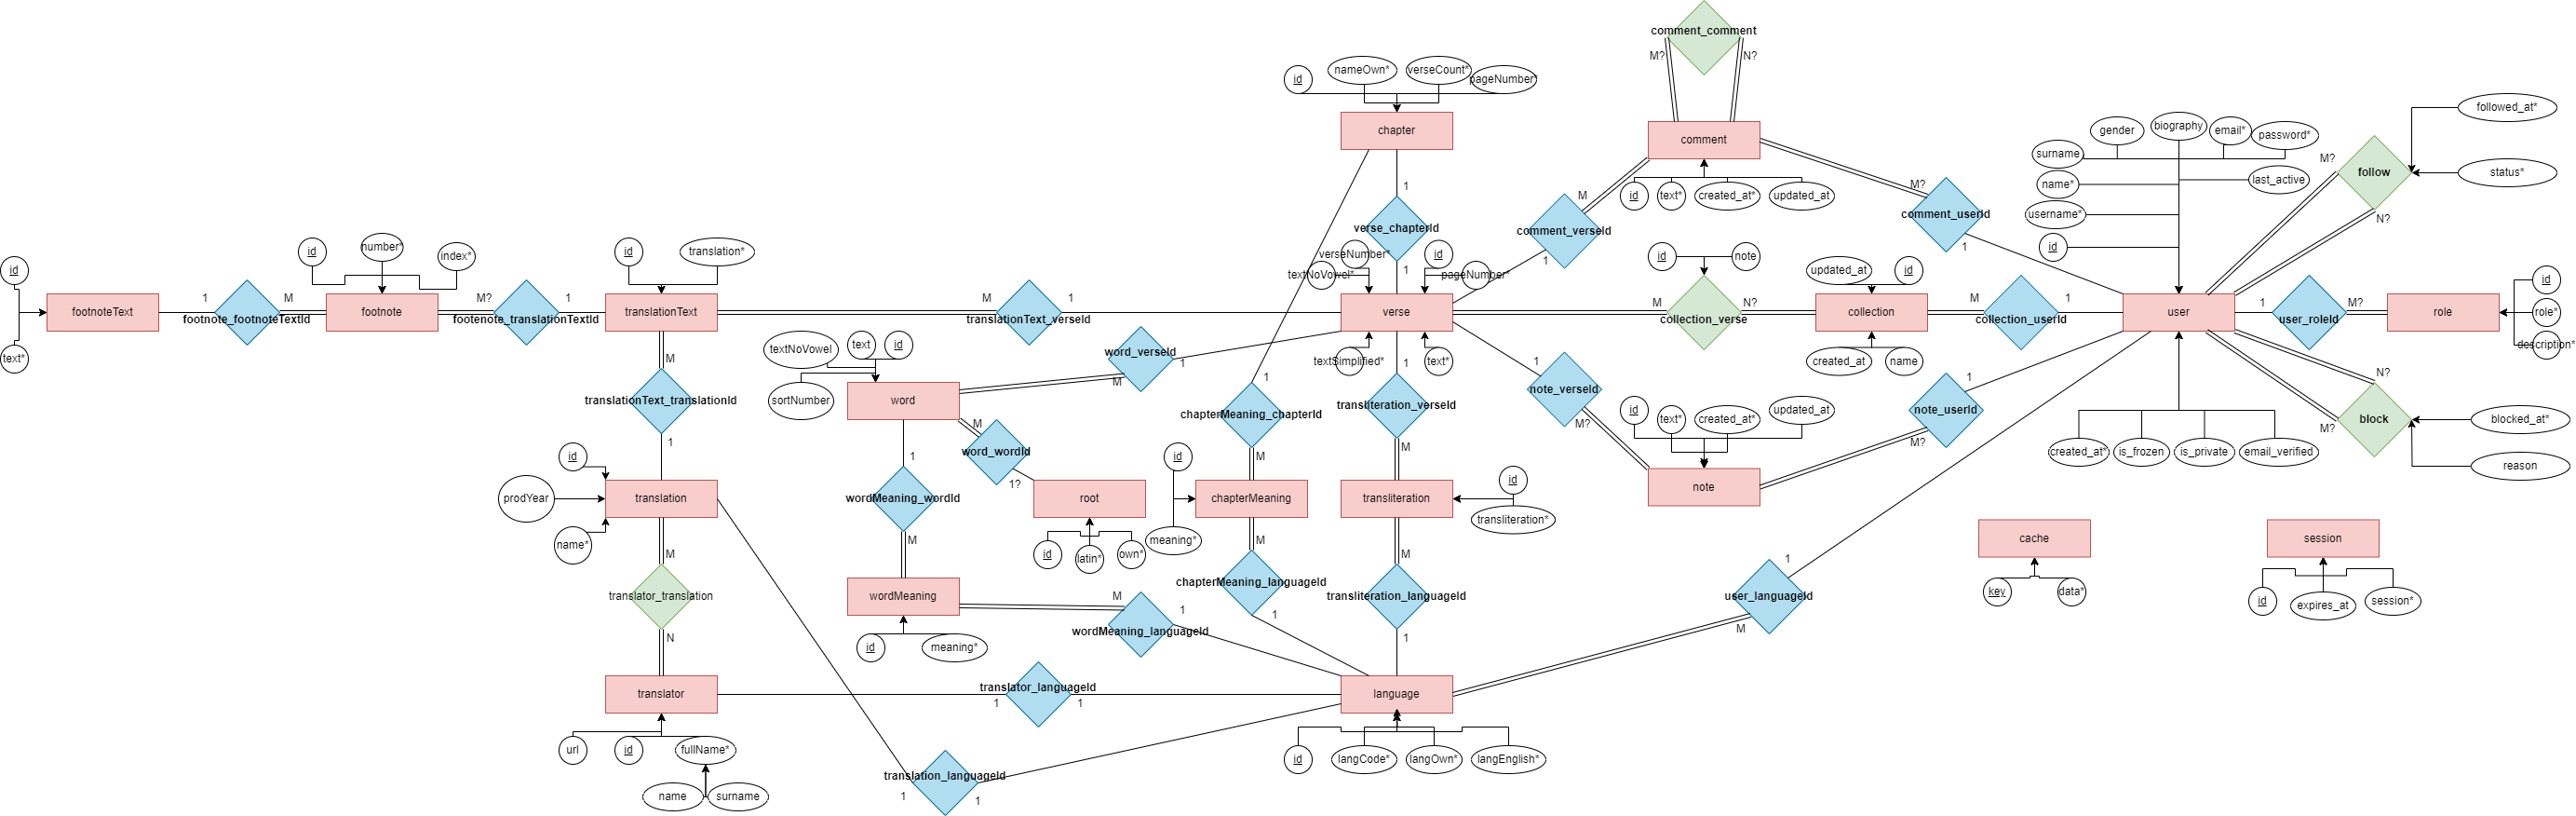 comment_comment
M?
N?
id
nameOwn*
verseCount*
pageNumber*
chapter
comment
id
text*
created_at*
updated_at
M
M?
comment_verseId
1
comment_userId
1
1
verse_chapterId
1
surname
gender
biography
email*
password*
last_active
name*
username*
id
followed_at*
status*
M?
follow
N?
id
text*
footnoteText
1
footnote_footnoteTextId
M
id
number*
index*
footnote
M?
footenote_translationTextId
1
id
translation*
translationText
M
translationText_verseId
1
verseNumber*
id
textNoVowel*
pageNumber*
verse
textSimplified*
text*
id
note
M
collection_verse
N?
updated_at
id
collection
created_at
name
M
collection_userId
1
user
1
user_roleId
M?
role
id
role*
description*
M
translationText_translationId
1
textNoVowel
text
id
sortNumber
word
word_verseId
M
1
M
word_wordId
1?
1
wordMeaning_wordId
M
root
id
latin*
own*
1
chapterMeaning_chapterId
M
1
transliteration_verseId
M
1
note_verseId
M?
id
text*
created_at*
updated_at
note
1
note_userId
M?
created_at*
is_frozen
is_private
email_verified
N?
M?
block
blocked_at*
reason
id
prodYear
name*
translation
M
translator_translation
N
id
meaning*
chapterMeaning
M
chapterMeaning_languageId
1
transliteration
id
transliteration*
M
transliteration_languageId
1
1
user_languageId
M
cache
key
data*
session
id
expires_at
session*
wordMeaning
id
meaning*
M
wordMeaning_languageId
1
translator
url
id
fullName*
name
surname
translator_languageId
1
1
language
id
langCode*
langOwn*
langEnglish*
translation_languageId
1
1